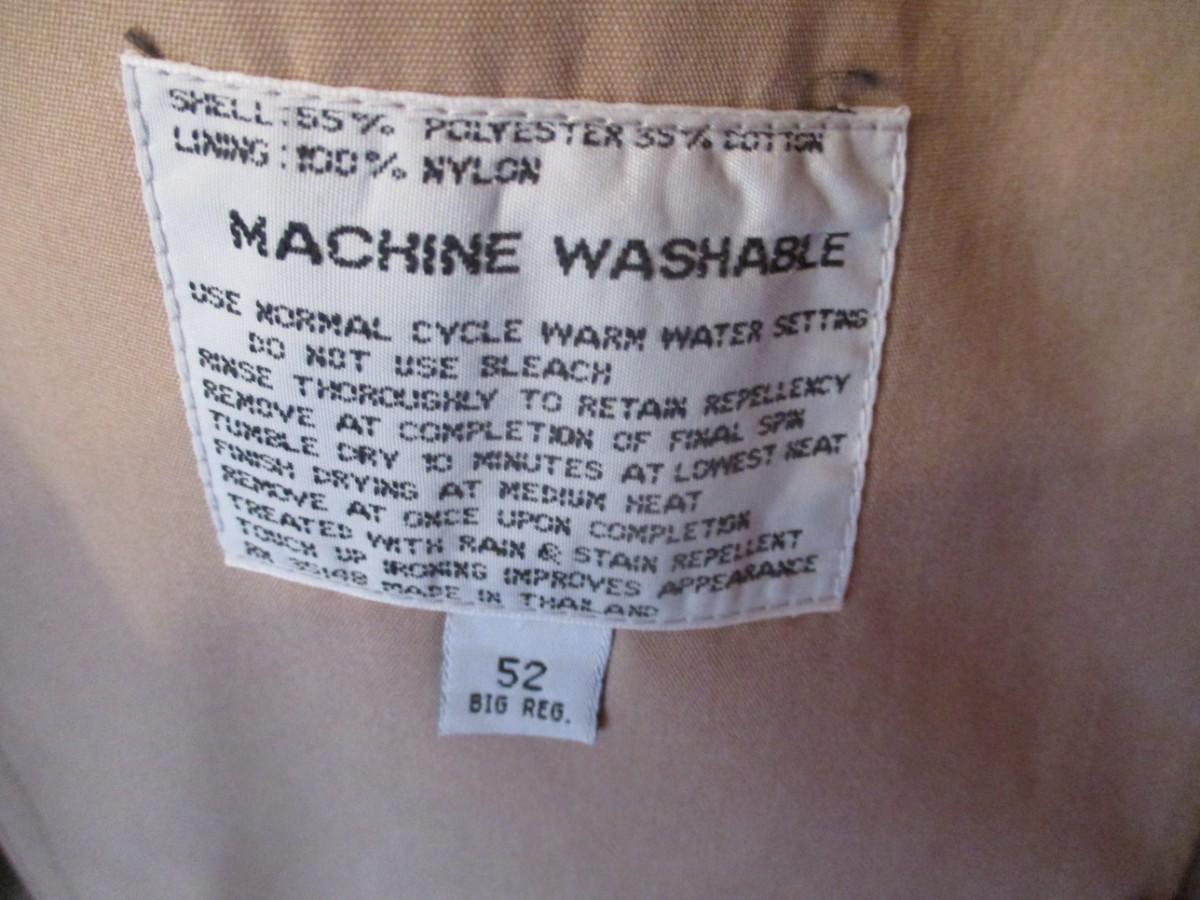 SHELL: 65% POLYESTER 35% COTTON
LINING: 100% NYLON
MACHINE WASHABLE
USE NORMAL CYCLE WARM WATER SETTING
DO NOT USE BLEACH
RINSE THOROUGHLY TO RETAIN REPELLENCY
REMOVE AT COMPLETION OF FINAL SPIN
TUMBLE DRY 10 MINUTES AT LOWEST HEAT
FINISH DRYING AT MEDIUM HEAT
REMOVE AT ONCE UPON COMPLETION
TREATED WITH RAIN & STAIN REPELLENT
TOUCH UP IRONING IMPROVES APPEARANCE
35148 MADE IN THAILAND
52
BIG REG.